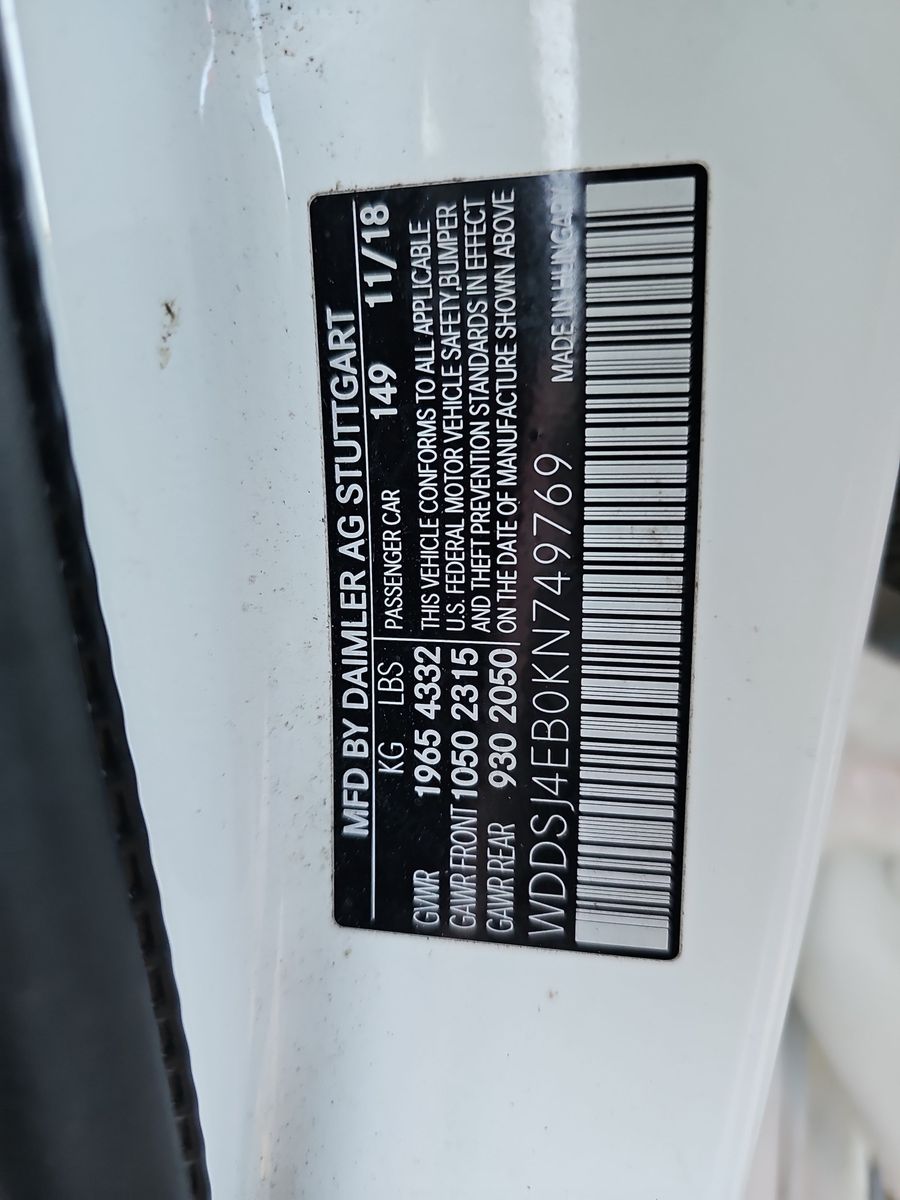 MFD BY DAIMLER AG STUTTGART
KG LBS PASSENGER CAR 149 11/18
GVWR 1965 4332 THIS VEHICLE CONFORMS TO ALL APPLICABLE
GAWR FRONT 1050 2315 U.S. FEDERAL MOTOR VEHICLE SAFETY,BUMPER
AND THEFT PREVENTION STANDARDS IN EFFECT
GAWR REAR 930 2050 ON THE DATE OF MANUFACTURE SHOWN ABOVE
WDDSJ4EB0KN749769 MADE IN HUNGARY